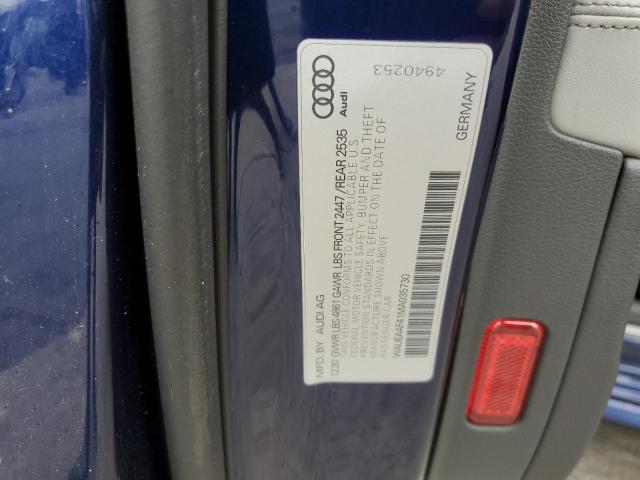 MFD. BY AUDI AG
12.20 GVWR LBS 4861 GAWR LBS FRONT 2447 / REAR 2535
THIS VEHICLE CONFORMS TO ALL APPLICABLE U S
FEDERAL MOTOR VEHICLE SAFETY, BUMPER AND THEFT
PREVENTION STANDARDS IN EFFECT ON THE DATE OF
MANUFACTURE SHOWN ABOVE
PASSENGER CAR
WAUEAAF41MA035730
Audi
4940253
GERMANY